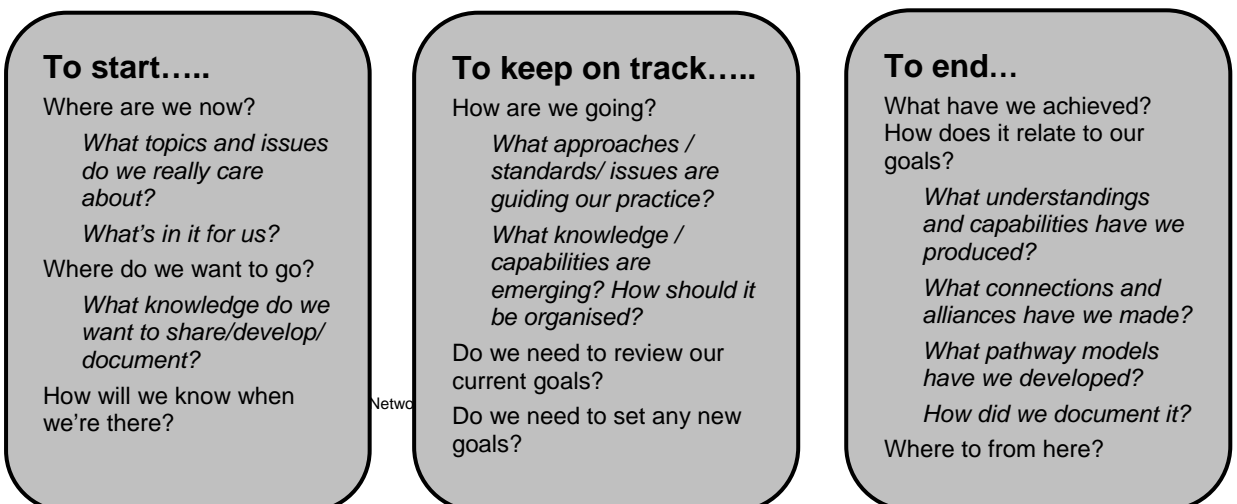 To start.....
Where are we now?
What topics and issues
do we really care
about?
What's in it for us?
Where do we want to go?
What knowledge do we
want to share/develop/
document?
How will we know when
we're there?
Netwo
To keep on track.....
How are we going?
What approaches /
standards/ issues are
guiding our practice?
What knowledge /
capabilities are
emerging? How should it
be organised?
Do we need to review our
current goals?
Do we need to set any new
goals?
To end...
What have we achieved?
How does it relate to our
goals?
What understandings
and capabilities have we
produced?
What connections and
alliances have we made?
What pathway models
have we developed?
How did we document it?
Where to from here?